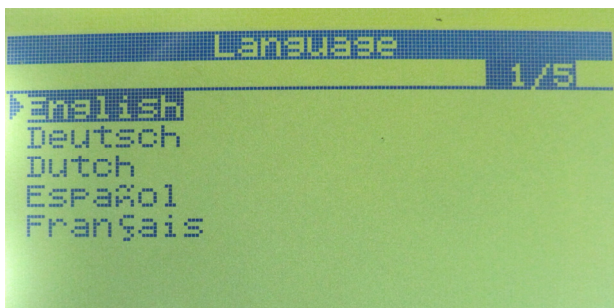 Language
1/5
English
Deutsch
Dutch
Español
Français